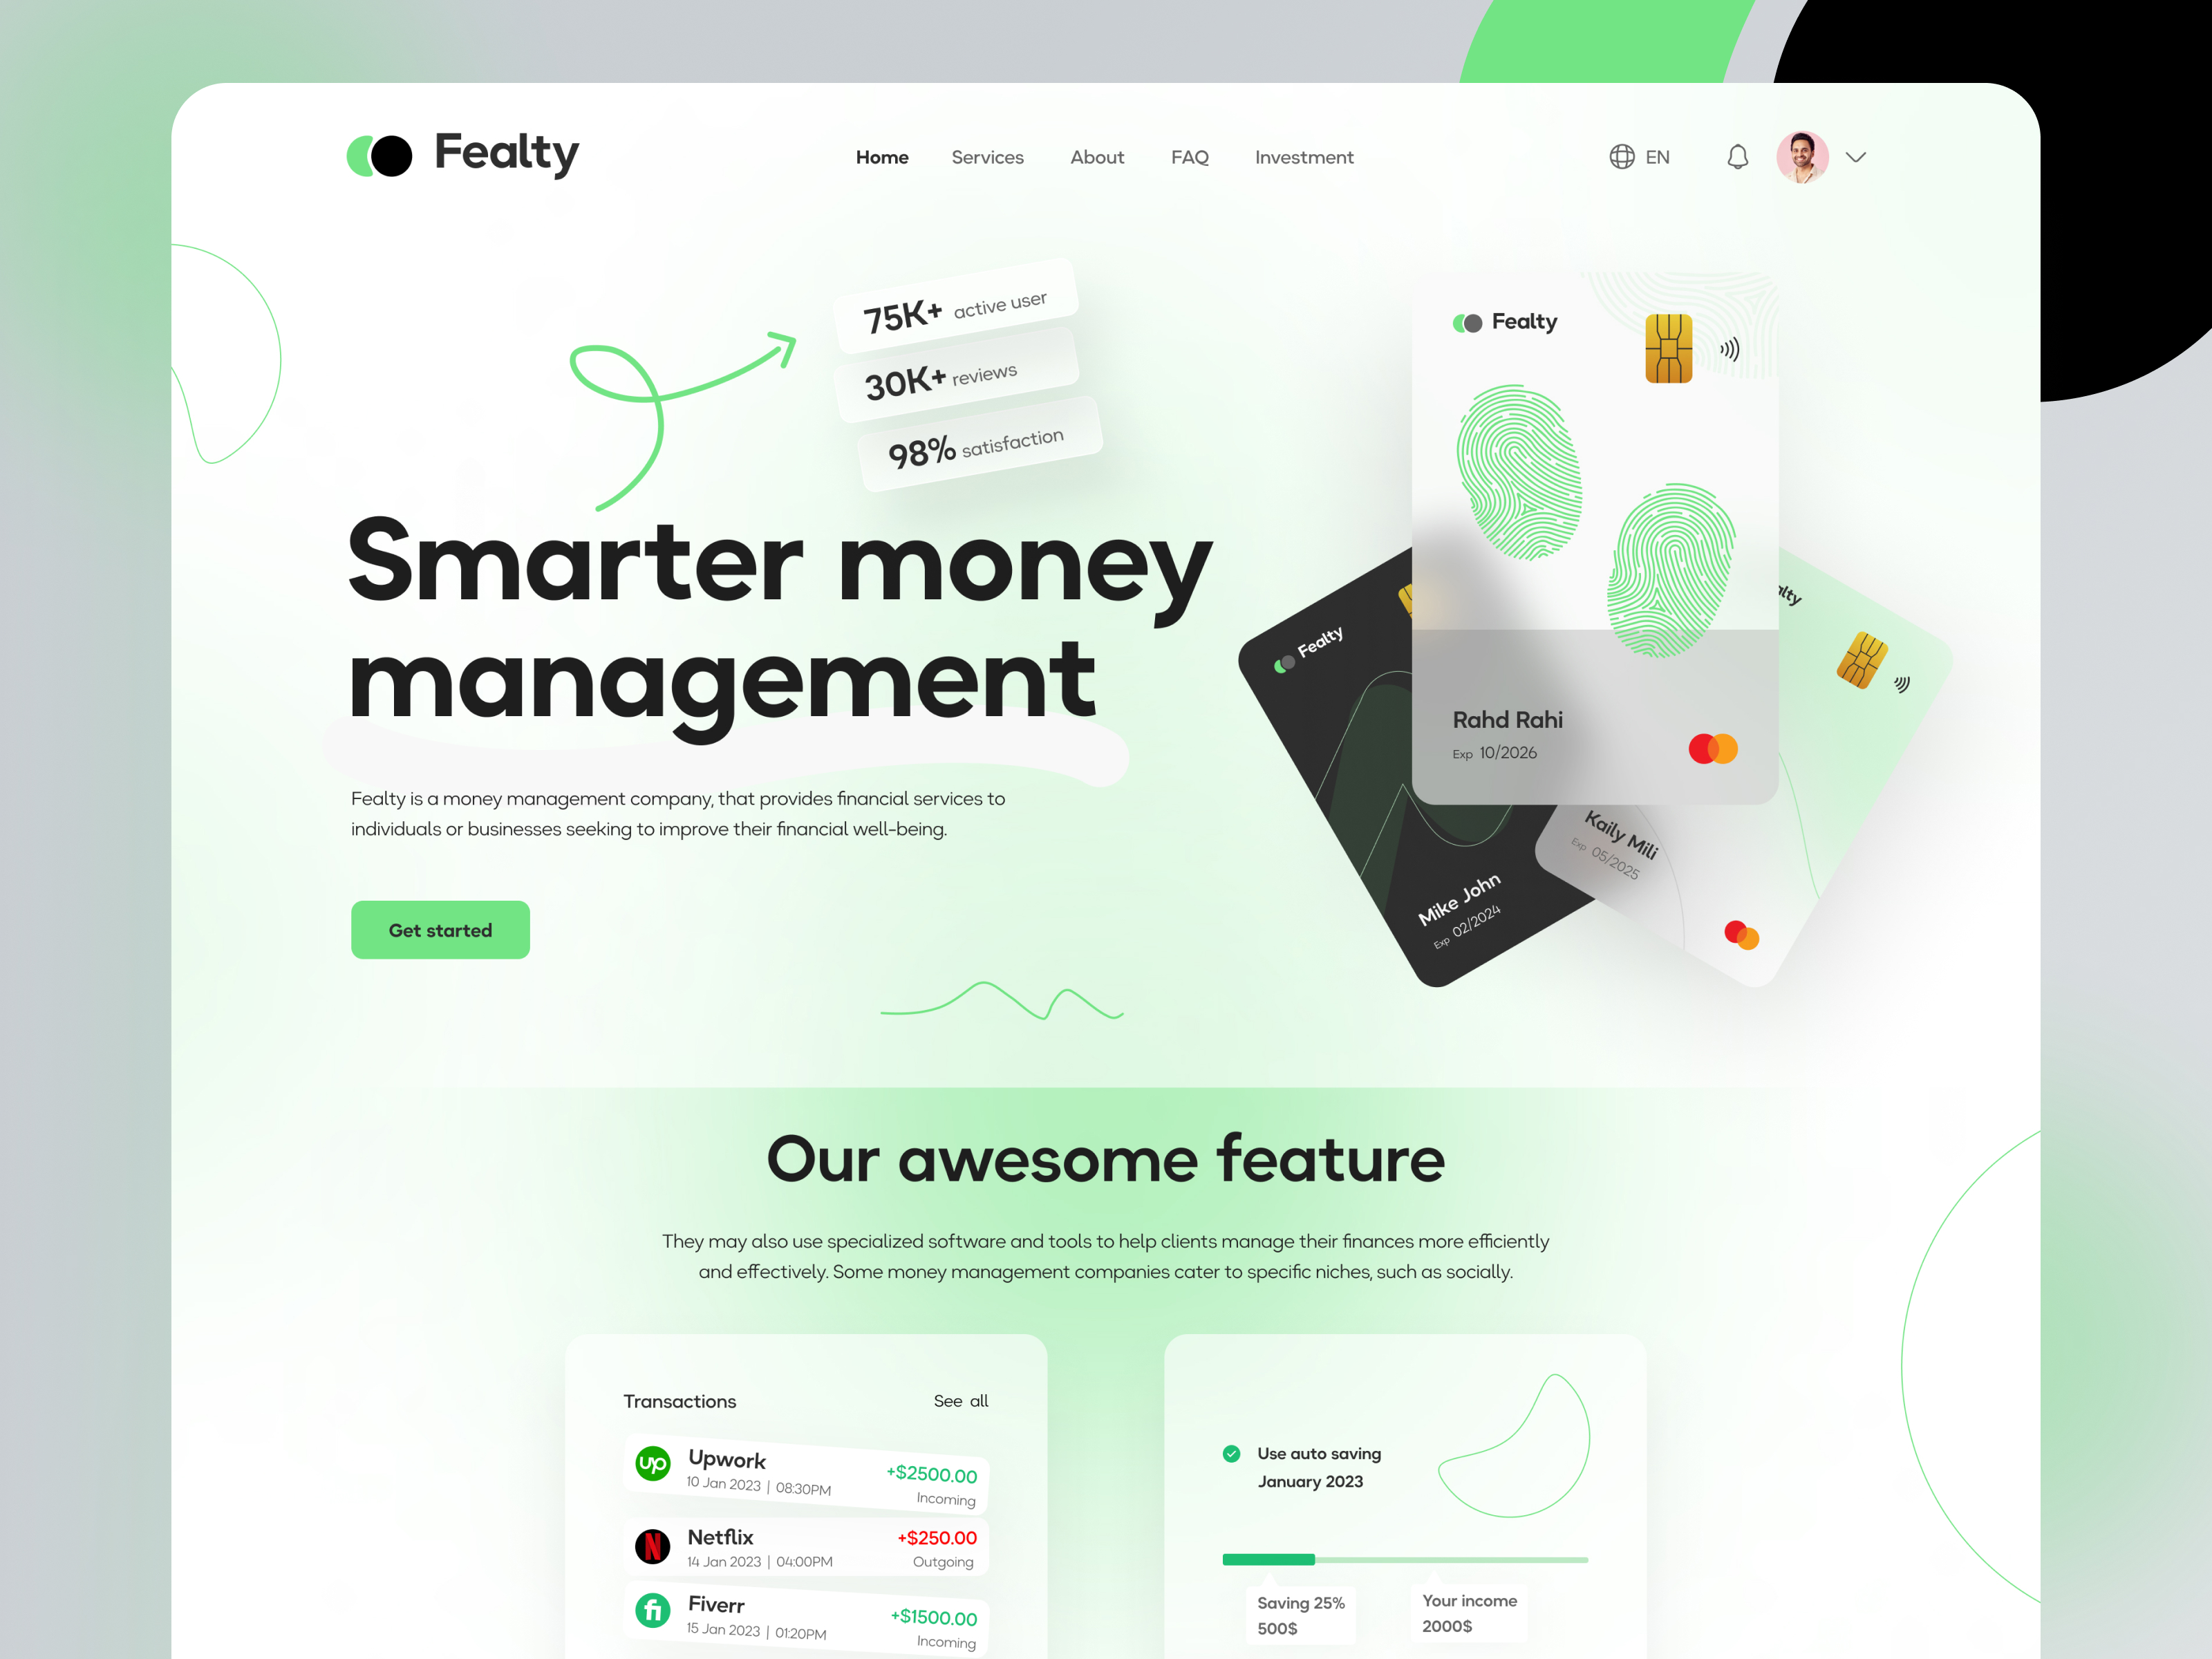 Fealty
Home Services About FAQ Investment
EN
75K+ active user
30K+ reviews
98% satisfaction
Smarter money
management
Fealty is a money management company, that provides financial services to
individuals or businesses seeking to improve their financial well-being.
Get started
Fealty
Rahd Rahi
Exp 10/2026
Fealty
Mike John
Exp 02/2024
alty
Kaily Mili
Exp 05/2025
Our awesome feature
They may also use specialized software and tools to help clients manage their finances more efficiently
and effectively. Some money management companies cater to specific niches, such as socially.
Transactions See all
up
Upwork +$2500.00
10 Jan 2023 | 08:30PM Incoming
N
Netflix +$250.00
14 Jan 2023 | 04:00PM Outgoing
fi
Fiverr +$1500.00
15 Jan 2023 | 01:20PM Incoming
Use auto saving
January 2023
Saving 25%
500$
Your income
2000$